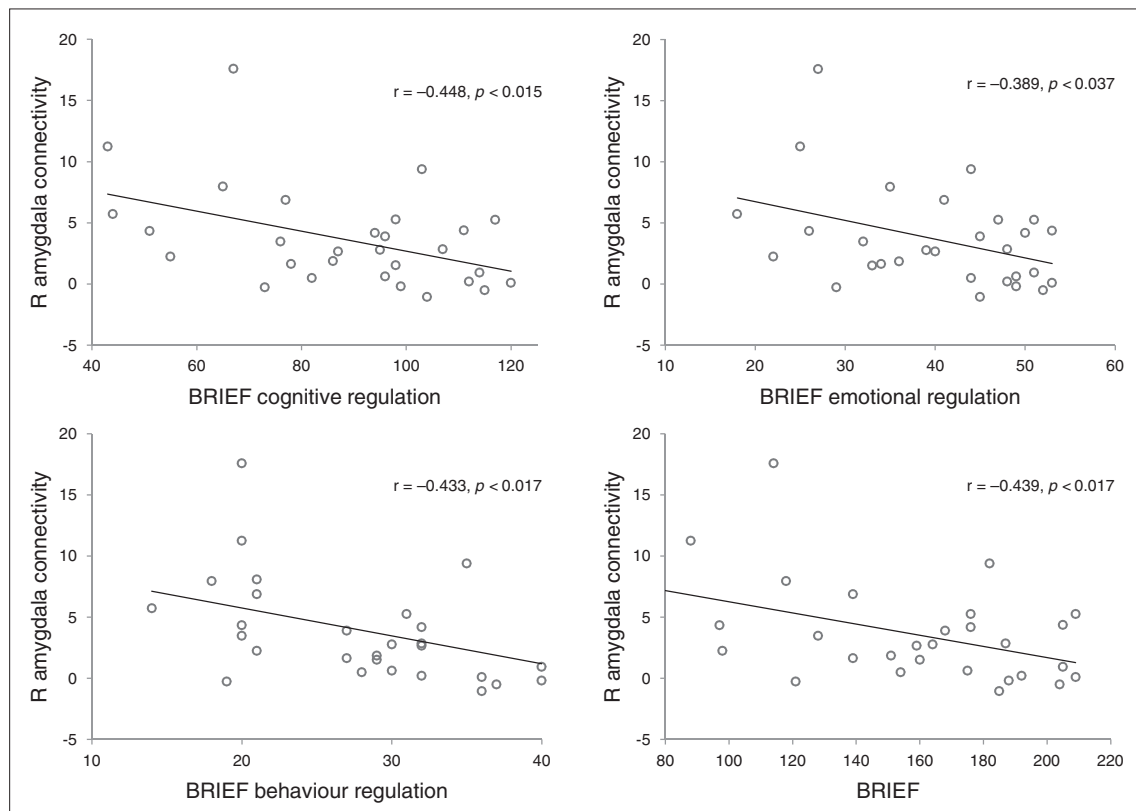 20
15
10
5
0
-5
R amygdala connectivity
r = –0.448, p < 0.015
40 60 80 100 120
BRIEF cognitive regulation
20
15
10
5
0
-5
R amygdala connectivity
r = –0.389, p < 0.037
10 20 30 40 50 60
BRIEF emotional regulation
20
15
10
5
0
-5
R amygdala connectivity
r = –0.433, p < 0.017
10 20 30 40
BRIEF behaviour regulation
20
15
10
5
0
-5
R amygdala connectivity
r = –0.439, p < 0.017
80 100 120 140 160 180 200 220
BRIEF